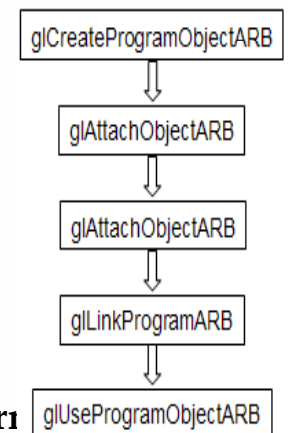 glCreateProgramObjectARB
glAttachObjectARB
glAttachObjectARB
glLinkProgramARB
glUseProgramObjectARB